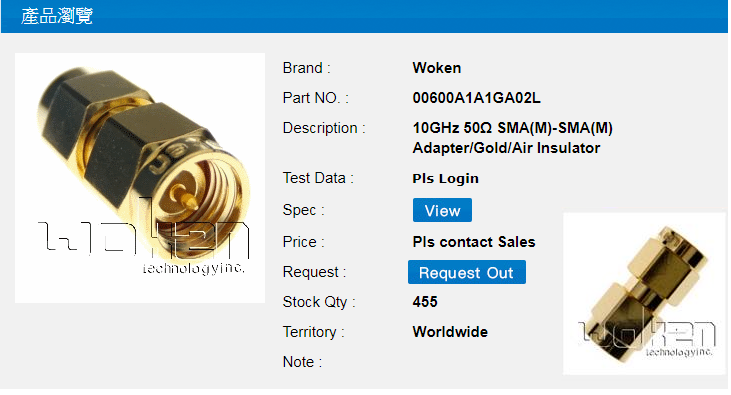 產品瀏覽
Brand : Woken
Part NO. : 00600A1A1GA02L
Description : 10GHz 50Ω SMA(M)-SMA(M)
Adapter/Gold/Air Insulator
Test Data : Pls Login
Spec : View
Price : Pls contact Sales
Request : Request Out
Stock Qty : 455
Territory : Worldwide
Note :
woken
technologyinc.
woken
technologyinc.